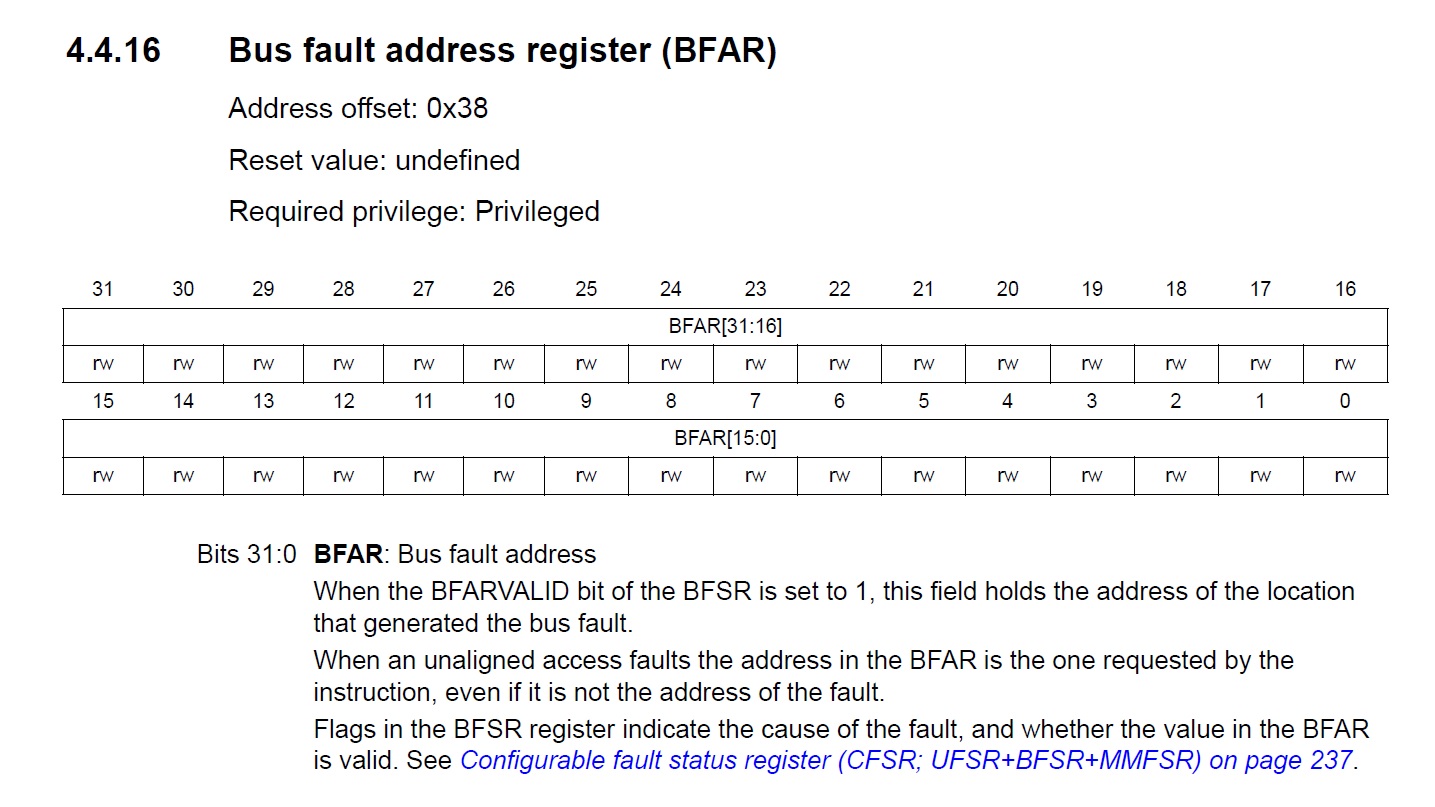 4.4.16 Bus fault address register (BFAR)
Address offset: 0x38
Reset value: undefined
Required privilege: Privileged
31 30 29 28 27 26 25 24 23 22 21 20 19 18 17 16
BFAR[31:16]
rw rw rw rw rw rw rw rw rw rw rw rw rw rw rw rw
15 14 13 12 11 10 9 8 7 6 5 4 3 2 1 0
BFAR[15:0]
rw rw rw rw rw rw rw rw rw rw rw rw rw rw rw rw
Bits 31:0 BFAR: Bus fault address
When the BFARVALID bit of the BFSR is set to 1, this field holds the address of the location
that generated the bus fault.
When an unaligned access faults the address in the BFAR is the one requested by the
instruction, even if it is not the address of the fault.
Flags in the BFSR register indicate the cause of the fault, and whether the value in the BFAR
is valid. See Configurable fault status register (CFSR; UFSR+BFSR+MMFSR) on page 237.